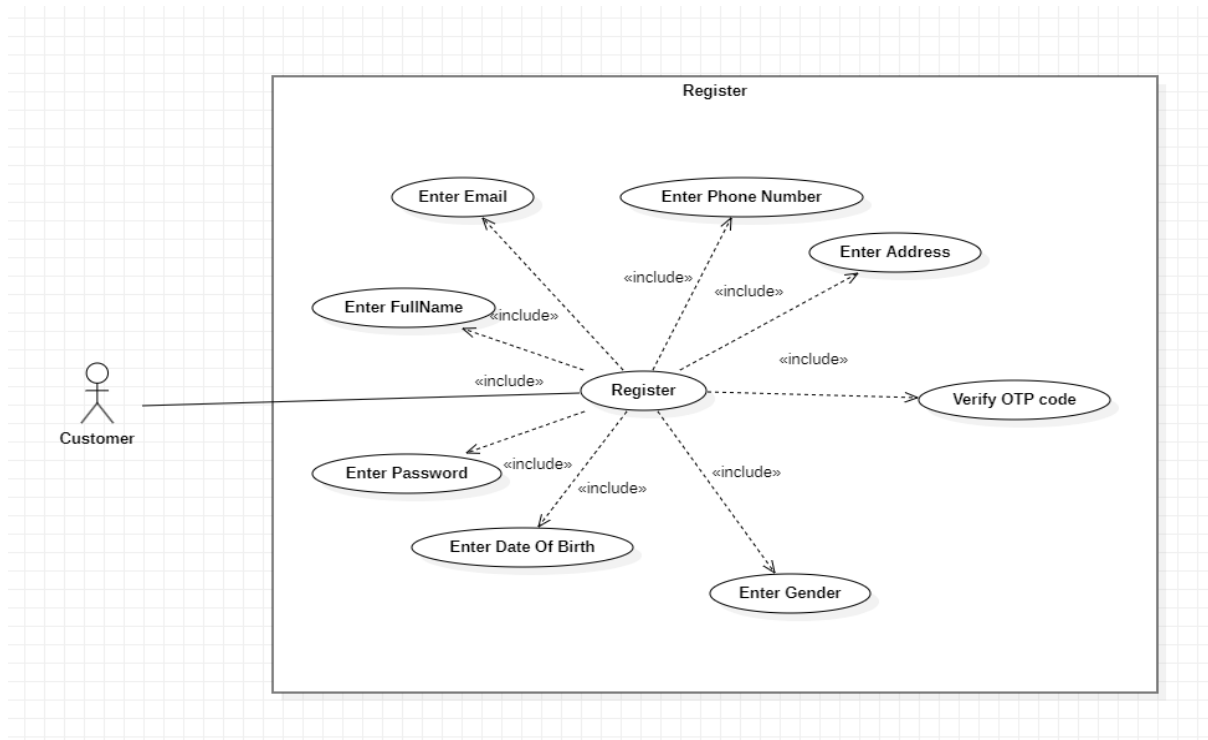 Register
Enter Email
Enter Phone Number
Enter Address
«include»
«include»
Enter FullName
«include»
«include»
«include»
Register
Verify OTP code
Customer
Enter Password
«include»
«include»
«include»
Enter Date Of Birth
Enter Gender